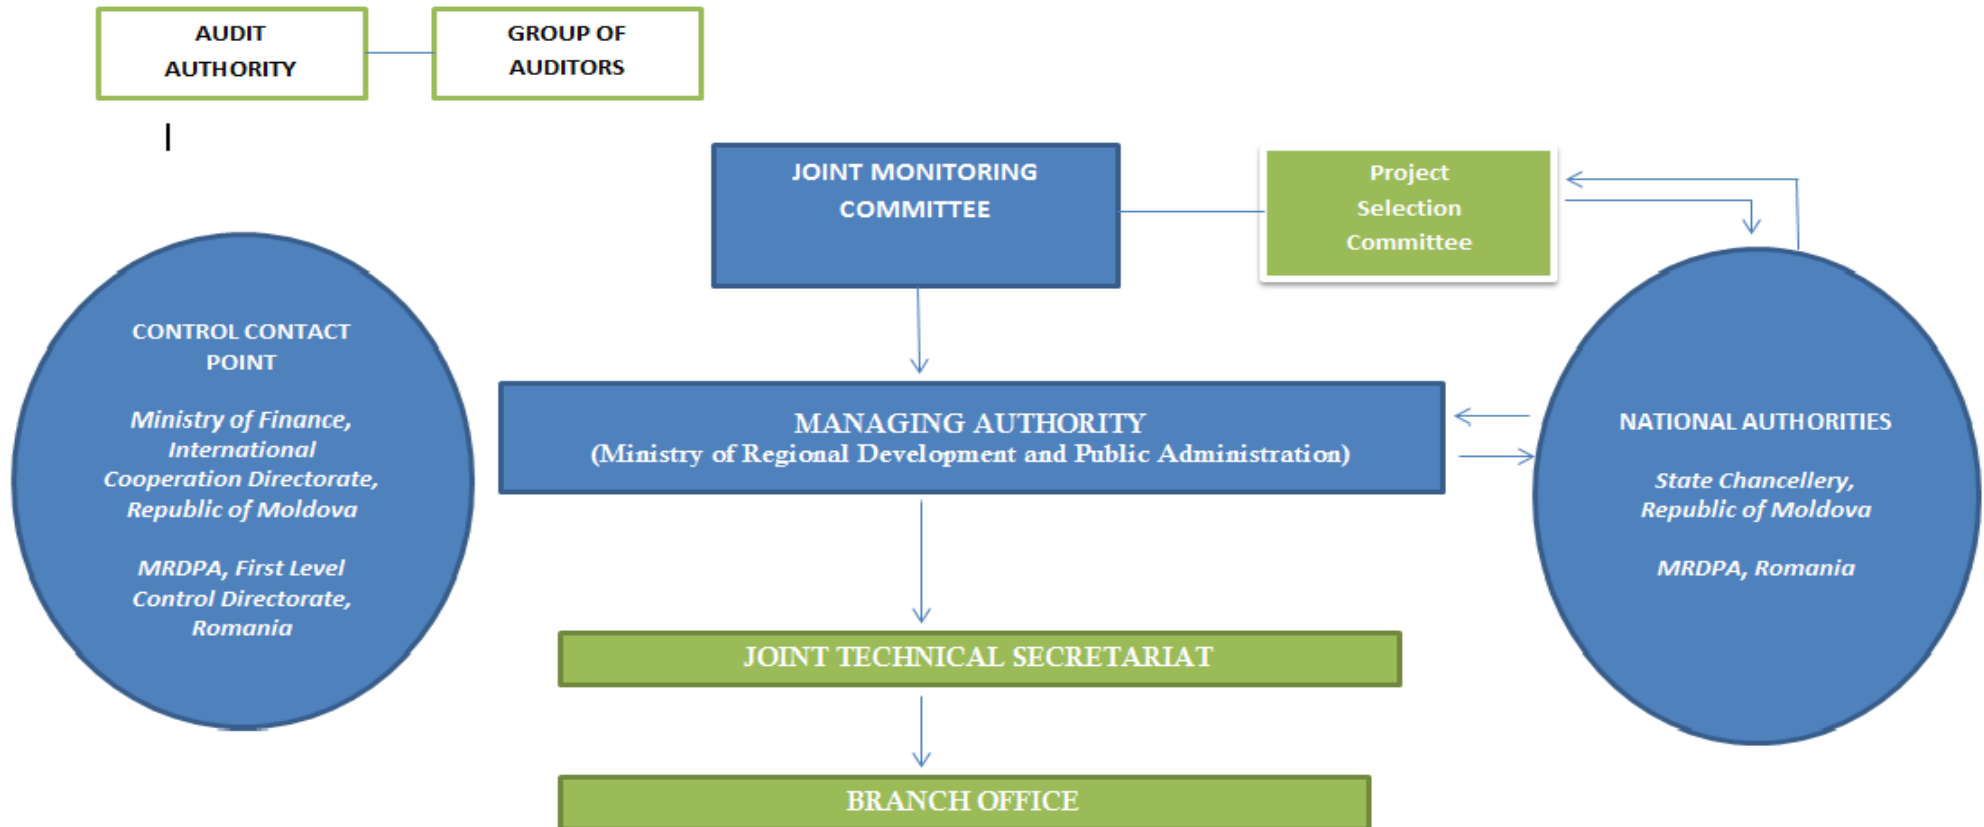 AUDIT
AUTHORITY
GROUP OF
AUDITORS
JOINT MONITORING
COMMITTEE
Project
Selection
Committee
CONTROL CONTACT
POINT
Ministry of Finance,
International
Cooperation Directorate,
Republic of Moldova
MRDPA, First Level
Control Directorate,
Romania
MANAGING AUTHORITY
(Ministry of Regional Development and Public Administration)
NATIONAL AUTHORITIES
State Chancellery,
Republic of Moldova
MRDPA, Romania
JOINT TECHNICAL SECRETARIAT
BRANCH OFFICE